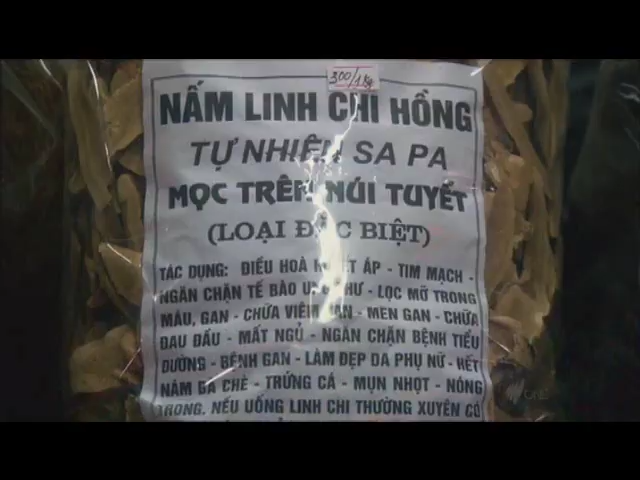 300/1kg
NẤM LINH CHI HỒNG
TỰ NHIÊN SA PA
MỌC TRÊN NÚI TUYẾT
(LOẠI ĐẶC BIỆT)
TÁC DỤNG: ĐIỀU HOÀ HUYẾT ÁP - TIM MẠCH -
NGĂN CHẶN TẾ BÀO UNG THƯ - LỌC MỠ TRONG
MÁU, GAN - CHỮA VIÊM GAN - MEN GAN - CHỮA
ĐAU ĐẦU - MẤT NGỦ - NGĂN CHẶN BỆNH TIỂU
ĐƯỜNG - BỆNH GAN - LÀM ĐẸP DA PHỤ NỮ - HẾT
NÁM DA CHÈ - TRỨNG CÁ - MỤN NHỌT - NÓNG
TRONG. NẾU UỐNG LINH CHI THƯỜNG XUYÊN CÓ